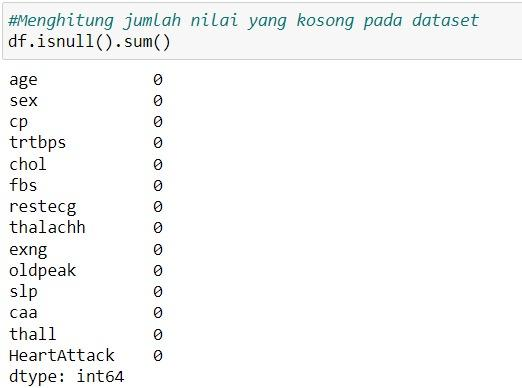 #Menghitung jumlah nilai yang kosong pada dataset
df.isnull().sum()
age 0
sex 0
cp 0
trtbps 0
chol 0
fbs 0
restecg 0
thalachh 0
exng 0
oldpeak 0
slp 0
caa 0
thall 0
HeartAttack 0
dtype: int64